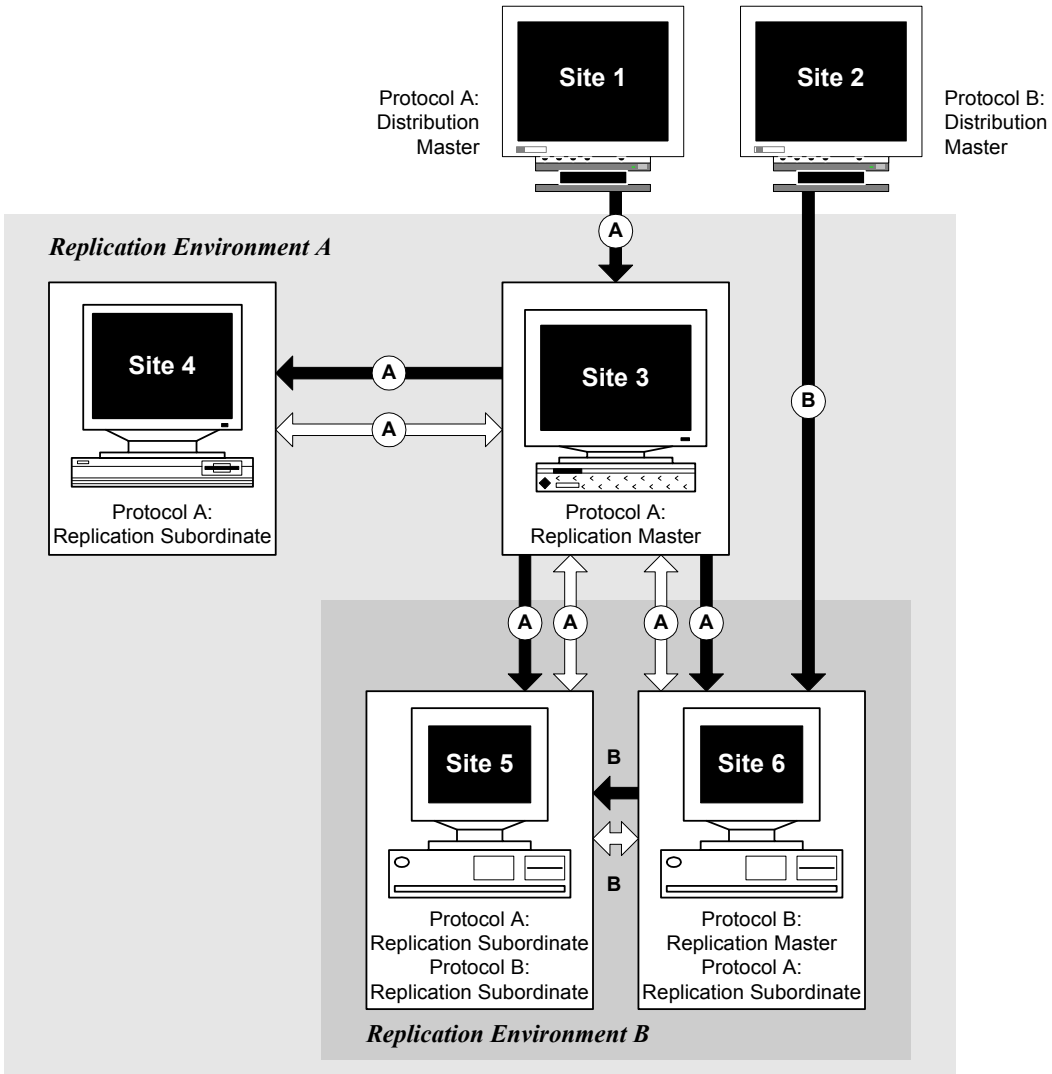 Site 1
Site 2
Protocol A:
Distribution
Master
Protocol B:
Distribution
Master
A
Replication Environment A
Site 4
A
A
Site 3
B
Protocol A:
Replication Subordinate
Protocol A:
Replication Master
A
A
A
A
Site 5
B
B
Site 6
Protocol A:
Replication Subordinate
Protocol B:
Replication Subordinate
Protocol B:
Replication Master
Protocol A:
Replication Subordinate
Replication Environment B